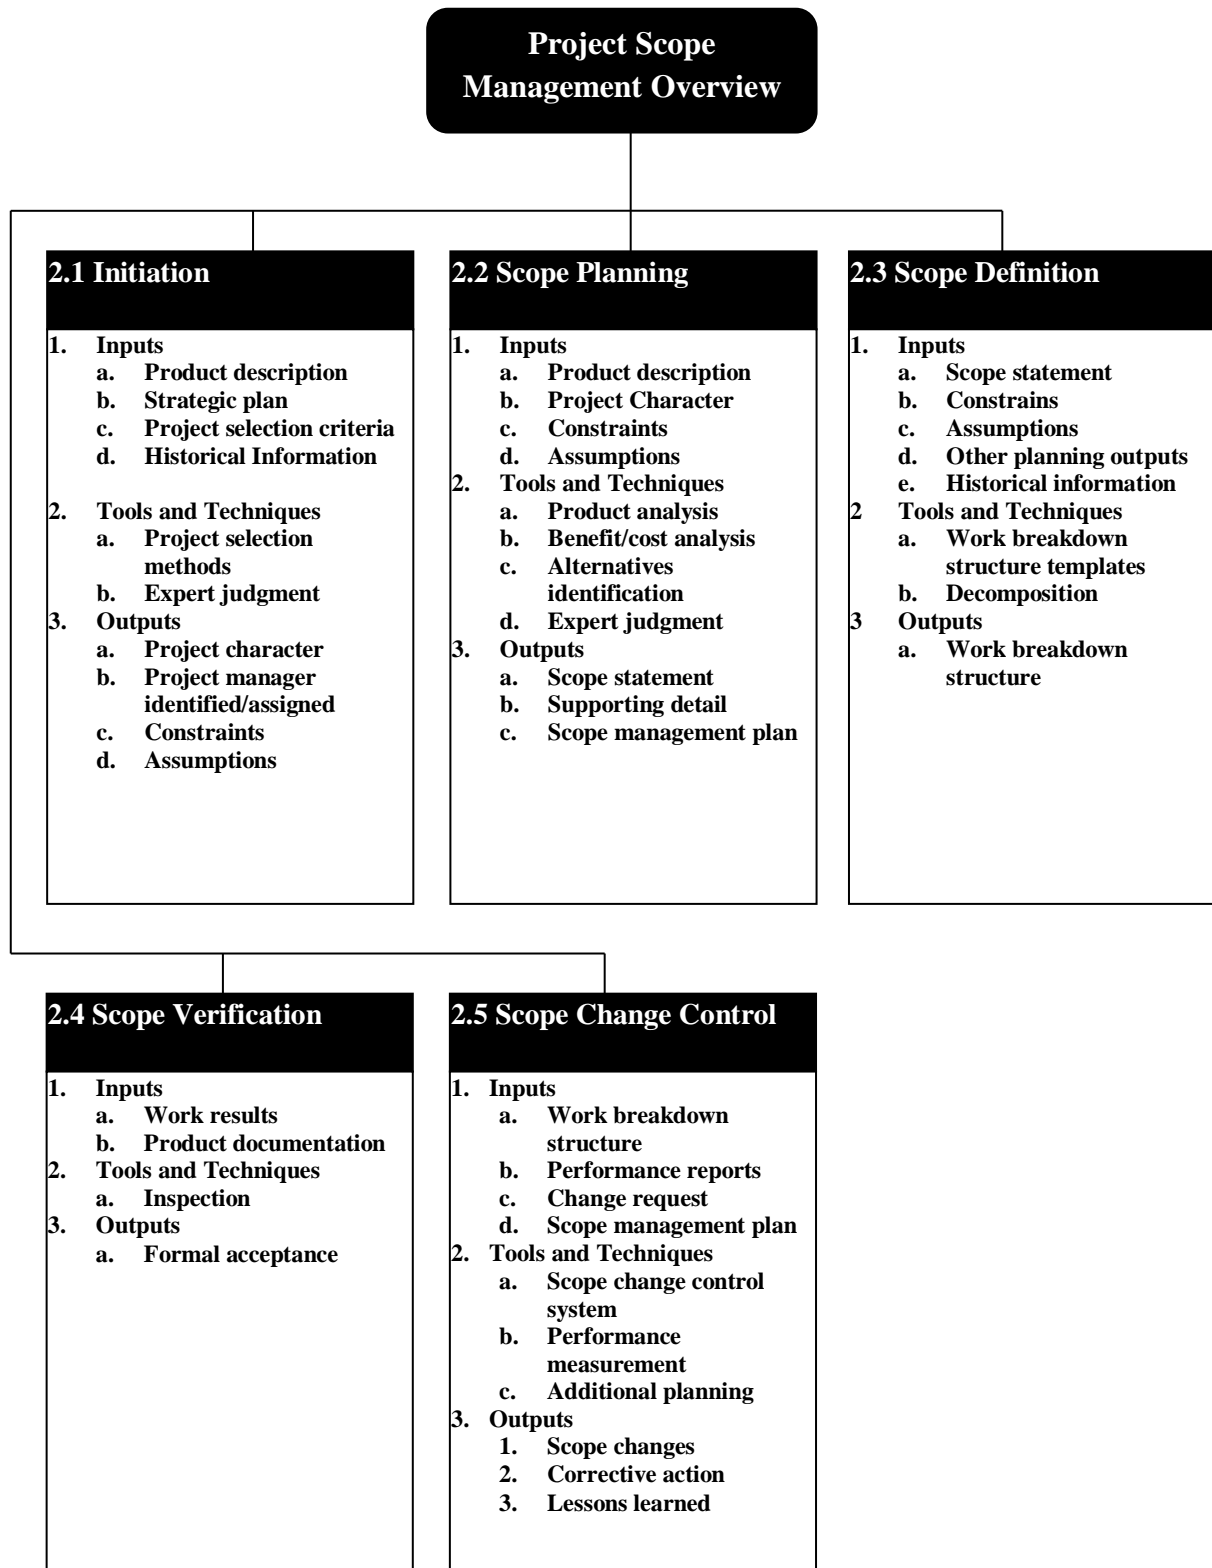 Project Scope
Management Overview
2.1 Initiation
1. Inputs
a. Product description
b. Strategic plan
c. Project selection criteria
d. Historical Information
2. Tools and Techniques
a. Project selection
methods
b. Expert judgment
3. Outputs
a. Project character
b. Project manager
identified/assigned
c. Constraints
d. Assumptions
2.2 Scope Planning
1. Inputs
a. Product description
b. Project Character
c. Constraints
d. Assumptions
2. Tools and Techniques
a. Product analysis
b. Benefit/cost analysis
c. Alternatives
identification
d. Expert judgment
3. Outputs
a. Scope statement
b. Supporting detail
c. Scope management plan
2.3 Scope Definition
1. Inputs
a. Scope statement
b. Constrains
c. Assumptions
d. Other planning outputs
e. Historical information
2 Tools and Techniques
a. Work breakdown
structure templates
b. Decomposition
3 Outputs
a. Work breakdown
structure
2.4 Scope Verification
1. Inputs
a. Work results
b. Product documentation
2. Tools and Techniques
a. Inspection
3. Outputs
a. Formal acceptance
2.5 Scope Change Control
1. Inputs
a. Work breakdown
structure
b. Performance reports
c. Change request
d. Scope management plan
2. Tools and Techniques
a. Scope change control
system
b. Performance
measurement
c. Additional planning
3. Outputs
1. Scope changes
2. Corrective action
3. Lessons learned